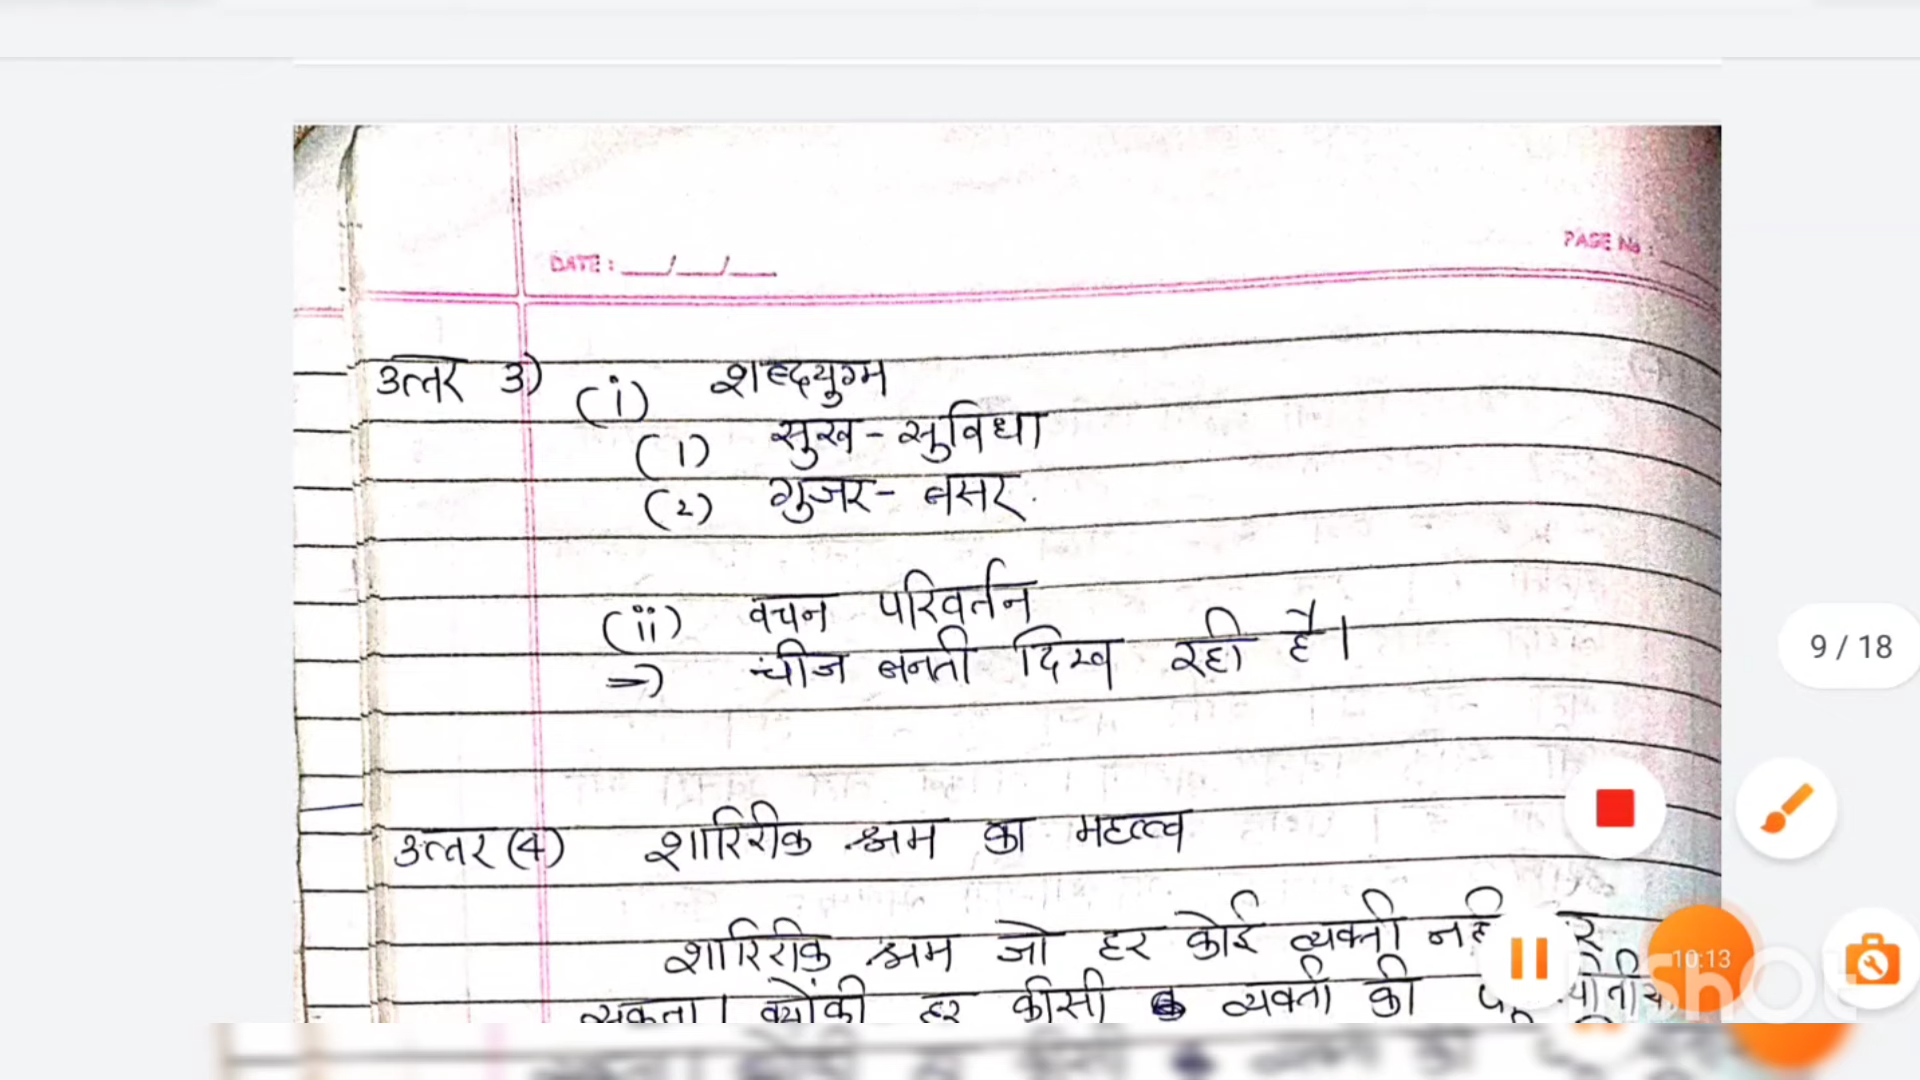 DATE : __/__/__
PAGE No :
उत्तर 3) (i) शब्दयुग्म
(1) सुख - सुविधा
(2) गुजर - बसर.
(ii) वचन परिवर्तन
=> चीज बनती दिख रही है।
उत्तर (4) शारिरीक श्रम का महत्त्व
शारिरीक श्रम जो हर कोई व्यक्ती
सकता। क्योंकी हर कीसी व्यक्ती की
9 / 18
10:13